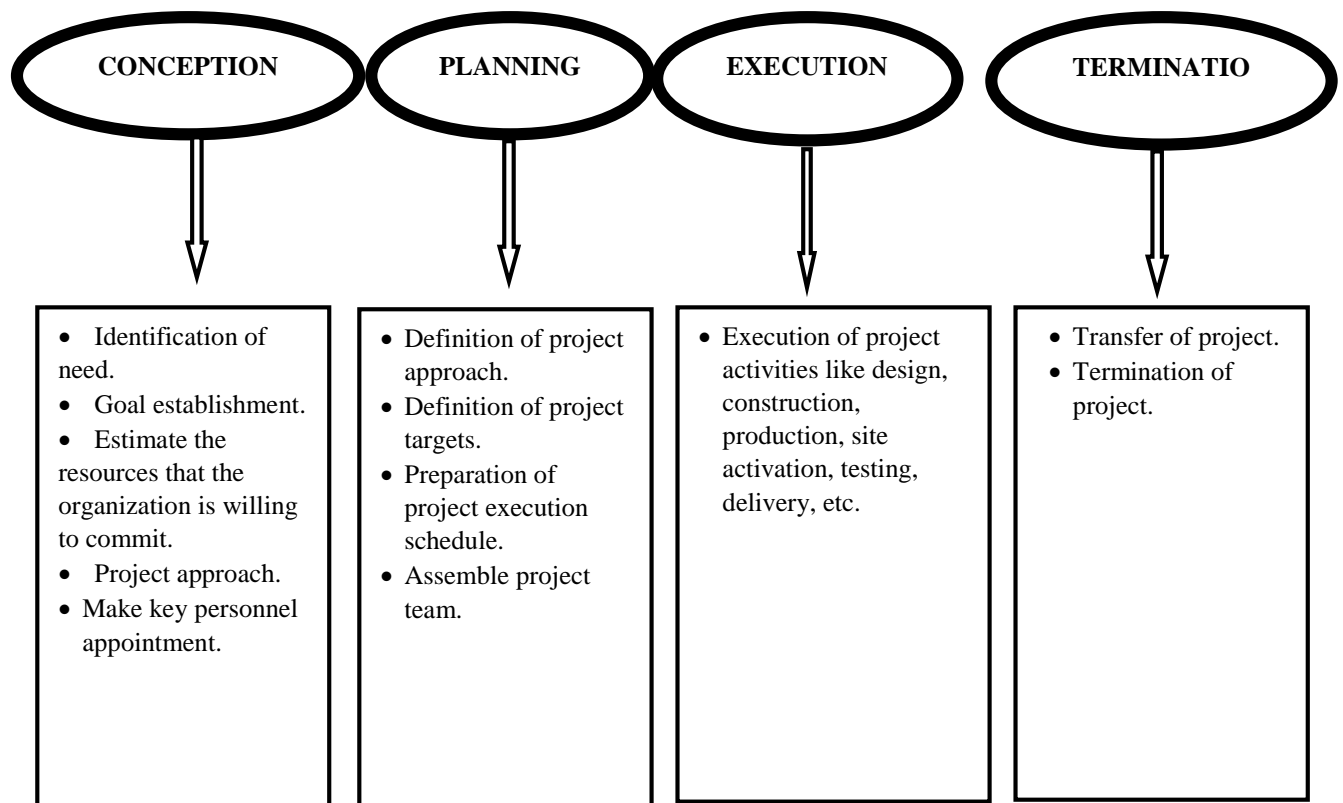 CONCEPTION
PLANNING
EXECUTION
TERMINATIO
• Identification of
need.
• Goal establishment.
• Estimate the
resources that the
organization is willing
to commit.
• Project approach.
• Make key personnel
appointment.
• Definition of project
approach.
• Definition of project
targets.
• Preparation of
project execution
schedule.
• Assemble project
team.
• Execution of project
activities like design,
construction,
production, site
activation, testing,
delivery, etc.
• Transfer of project.
• Termination of
project.